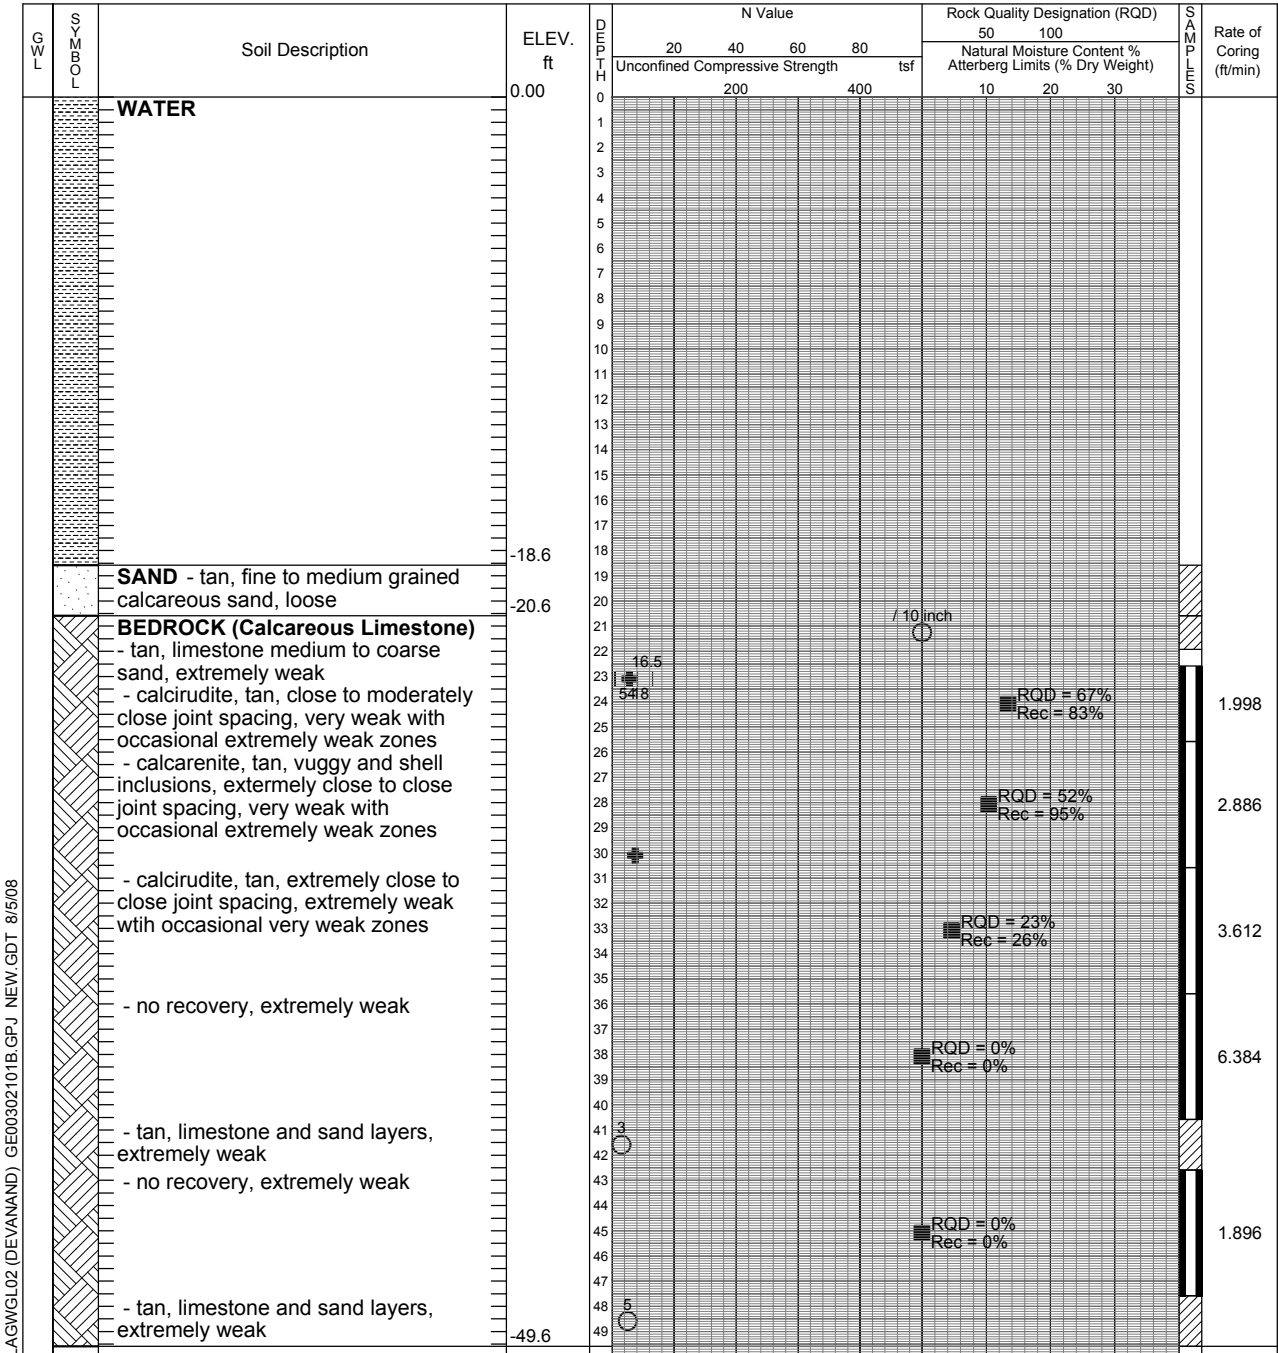 GWL
SYMBOL
Soil Description
ELEV.
ft
DEPTH
N Value
20 40 60 80
Unconfined Compressive Strength tsf
200 400
Rock Quality Designation (RQD)
50 100
Natural Moisture Content %
Atterberg Limits (% Dry Weight)
10 20 30
SAMPLES
Rate of
Coring
(ft/min)
0.00
0
WATER
1
2
3
4
5
6
7
8
9
10
11
12
13
14
15
16
17
18
-18.6
SAND - tan, fine to medium grained
calcareous sand, loose
19
20
-20.6
BEDROCK (Calcareous Limestone)
- tan, limestone medium to coarse
sand, extremely weak
- calcirudite, tan, close to moderately
close joint spacing, very weak with
occasional extremely weak zones
- calcarenite, tan, vuggy and shell
inclusions, extermely close to close
joint spacing, very weak with
occasional extremely weak zones
- calcirudite, tan, extremely close to
close joint spacing, extremely weak
wtih occasional very weak zones
- no recovery, extremely weak
- tan, limestone and sand layers,
extremely weak
- no recovery, extremely weak
- tan, limestone and sand layers,
extremely weak
-49.6
21
22
23
24
25
26
27
28
29
30
31
32
33
34
35
36
37
38
39
40
41
42
43
44
45
46
47
48
49
/ 10 inch
16.5
RQD = 67%
Rec = 83%
1.998
RQD = 52%
Rec = 95%
2.886
RQD = 23%
Rec = 26%
3.612
RQD = 0%
Rec = 0%
6.384
3
RQD = 0%
Rec = 0%
1.896
5
AGWGL02 (DEVANAND) GE00302101B.GPJ NEW.GDT 8/5/08